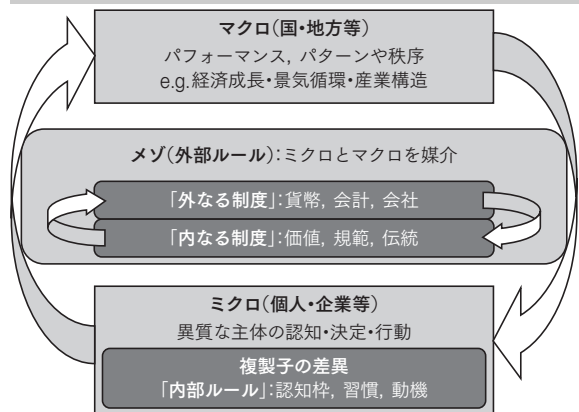 マクロ(国・地方等)
パフォーマンス, パターンや秩序
e.g.経済成長・景気循環・産業構造
メゾ(外部ルール):ミクロとマクロを媒介
「外なる制度」:貨幣, 会計, 会社
「内なる制度」:価値, 規範, 伝統
ミクロ(個人・企業等)
異質な主体の認知・決定・行動
複製子の差異
「内部ルール」:認知枠, 習慣, 動機